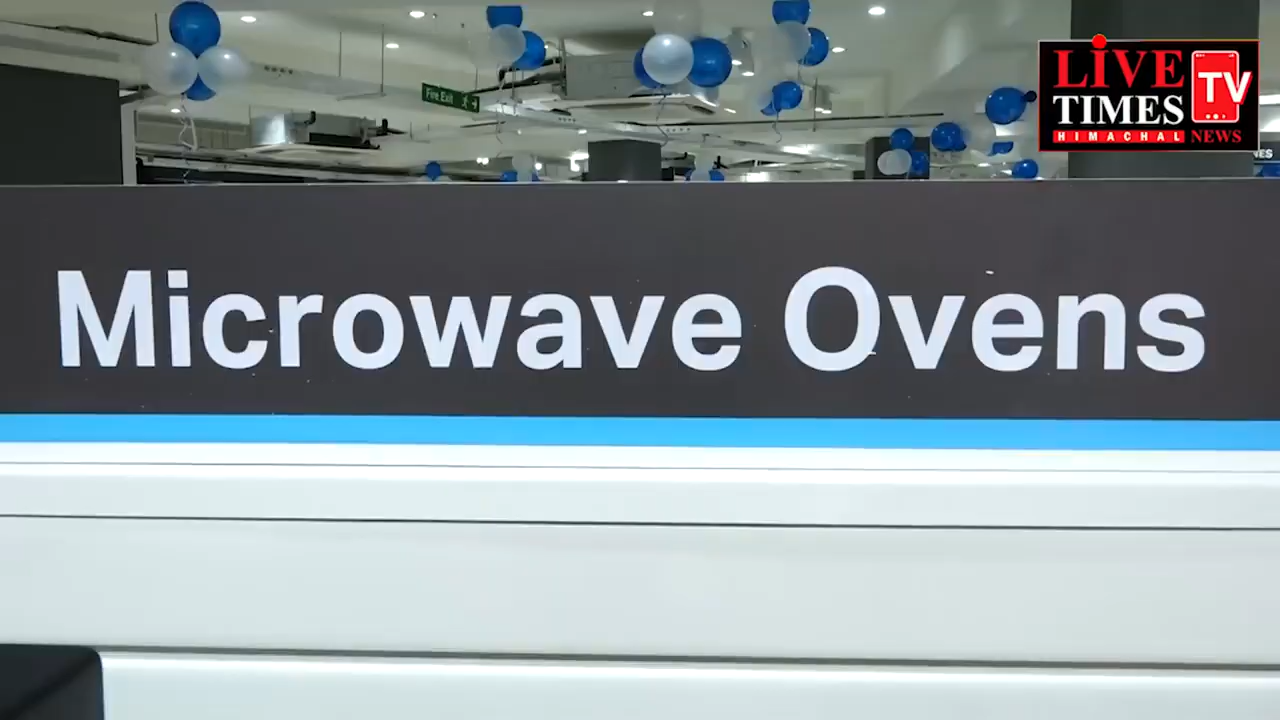 Fire Exit
LiVE
TIMES
TV
HIMACHAL NEWS
Microwave Ovens